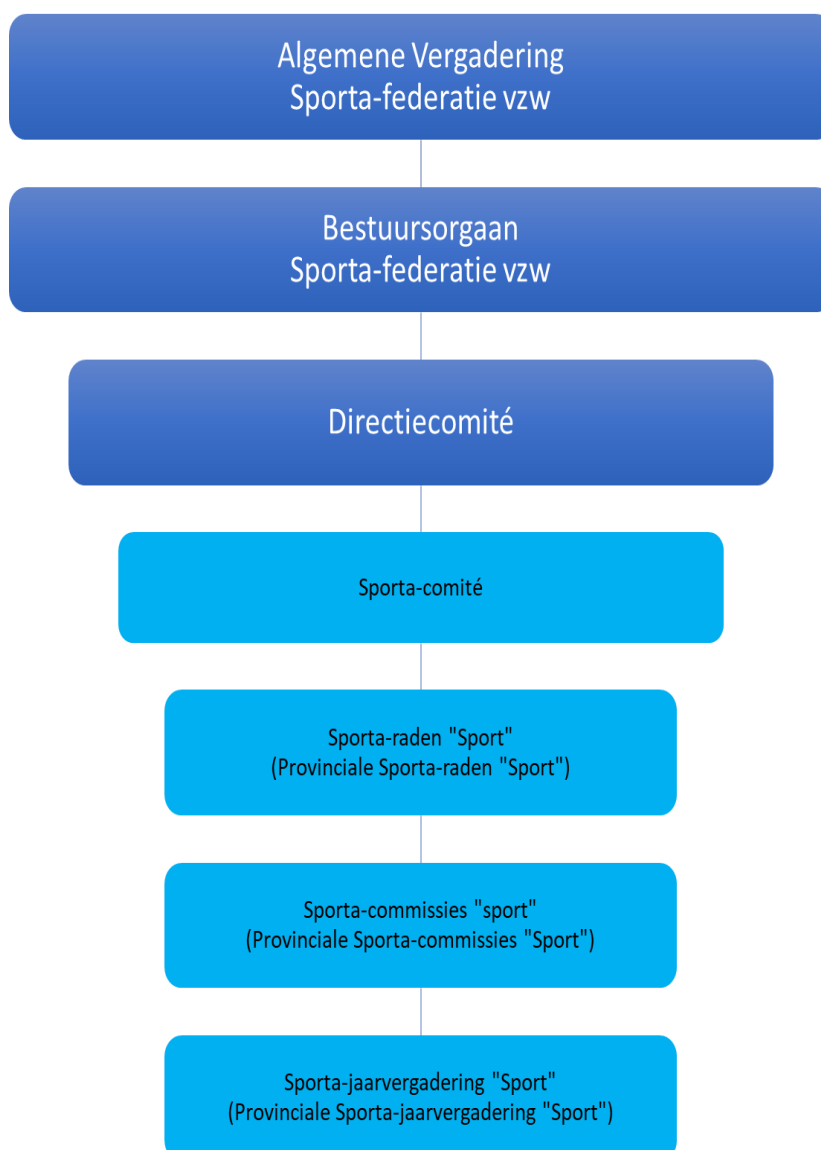 Algemene Vergadering
Sporta-federatie vzw
Bestuursorgaan
Sporta-federatie vzw
Directiecomité
Sporta-comité
Sporta-raden "Sport"
(Provinciale Sporta-raden "Sport")
Sporta-commissies "sport"
(Provinciale Sporta-commissies "Sport")
Sporta-jaarvergadering "Sport"
(Provinciale Sporta-jaarvergadering "Sport")